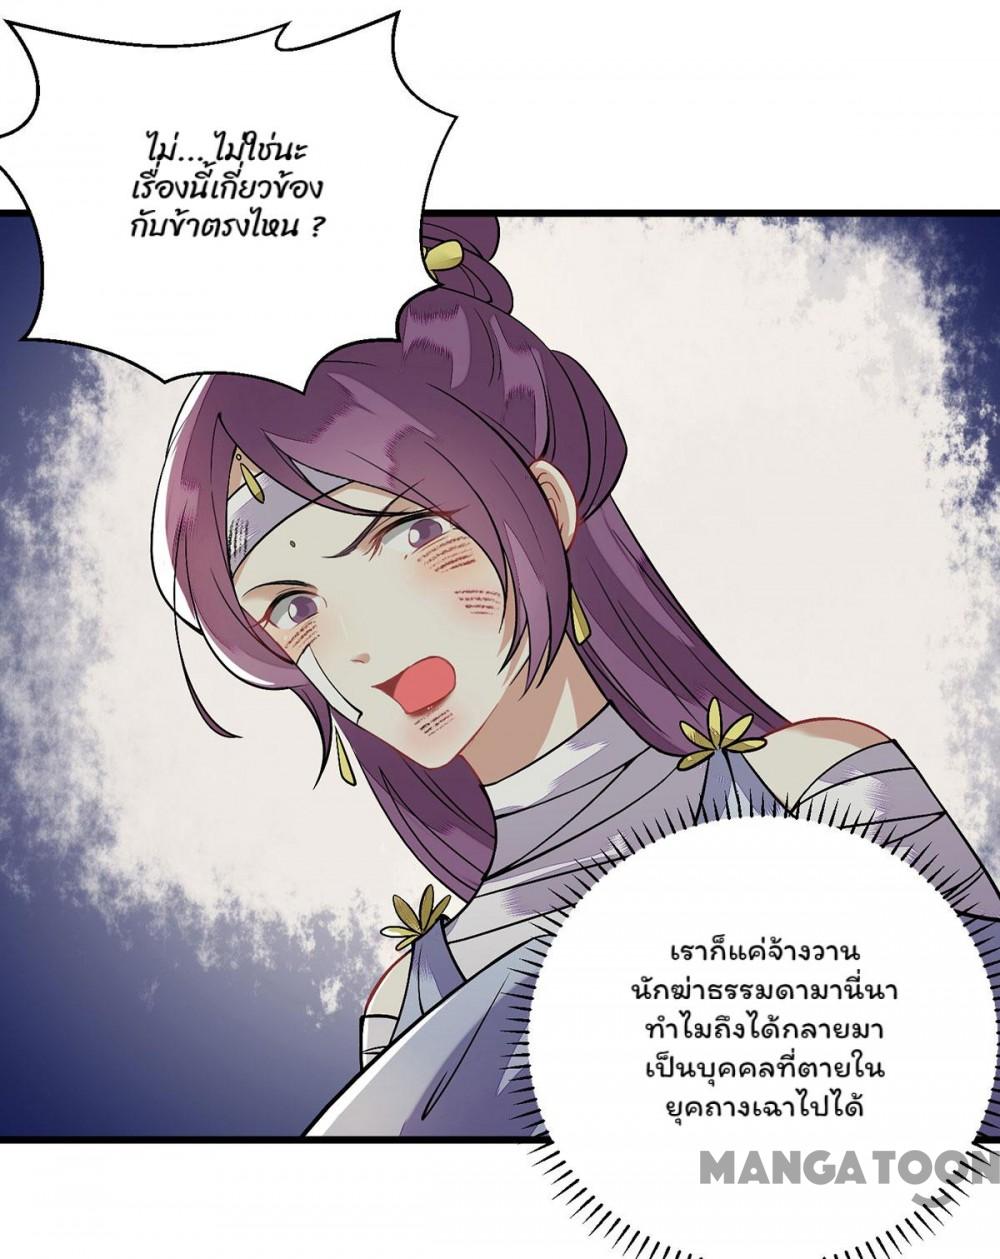 ไม่...ไม่ใช่นะ
เรื่องนี้เกี่ยวข้อง
กับข้าตรงไหน ?
เราก็แค่จ้างวาน
นักฆ่าธรรมดามานี่นา
ทำไมถึงได้กลายมา
เป็นบุคคลที่ตายใน
ยุคถางเฉาไปได้
MANGATOON